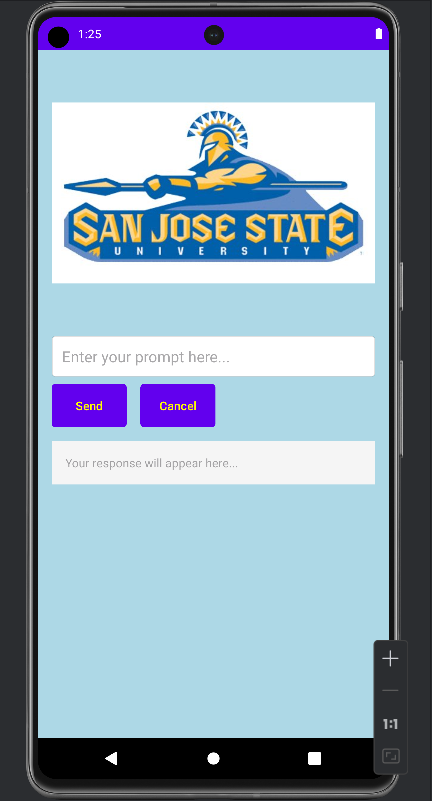 1:25
SAN JOSE STATE
UNIVERSITY
Enter your prompt here...
Send
Cancel
Your response will appear here...
1:1